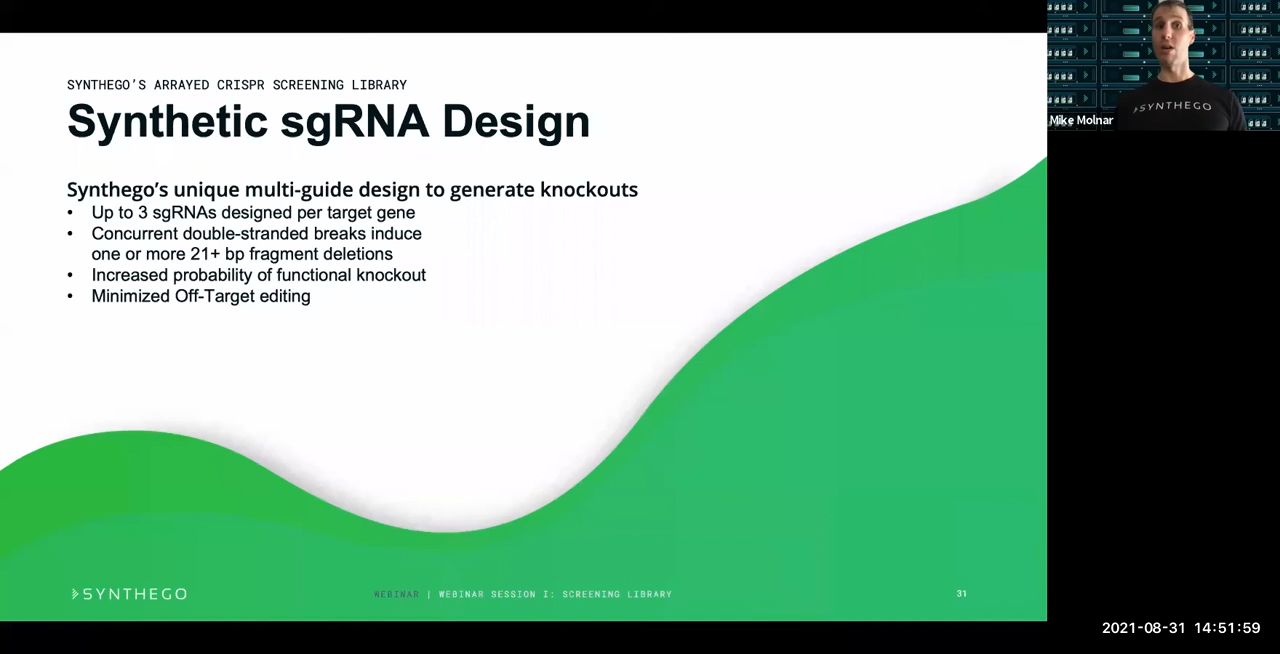 SYNTHEGO'S ARRAYED CRISPR SCREENING LIBRARY
Synthetic sgRNA Design
Synthego’s unique multi-guide design to generate knockouts
• Up to 3 sgRNAs designed per target gene
• Concurrent double-stranded breaks induce
one or more 21+ bp fragment deletions
• Increased probability of functional knockout
• Minimized Off-Target editing
SYNTHEGO
WEBINAR | WEBINAR SESSION I: SCREENING LIBRARY
31
SYNTHEGO
Mike Molnar
2021-08-31 14:51:59